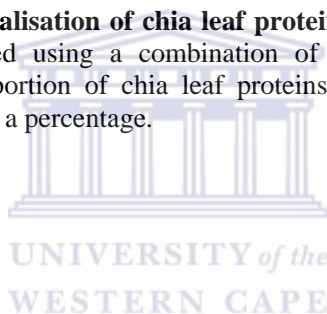 alisation of chia leaf protein
ed using a combination of
portion of chia leaf proteins
a percentage.
UNIVERSITY of the
WESTERN CAPE